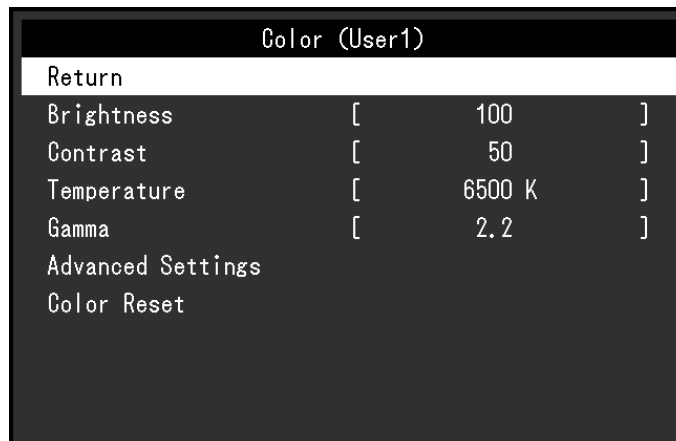 Color (User1)
Return
Brightness [ 100 ]
Contrast [ 50 ]
Temperature [ 6500 K ]
Gamma [ 2.2 ]
Advanced Settings
Color Reset